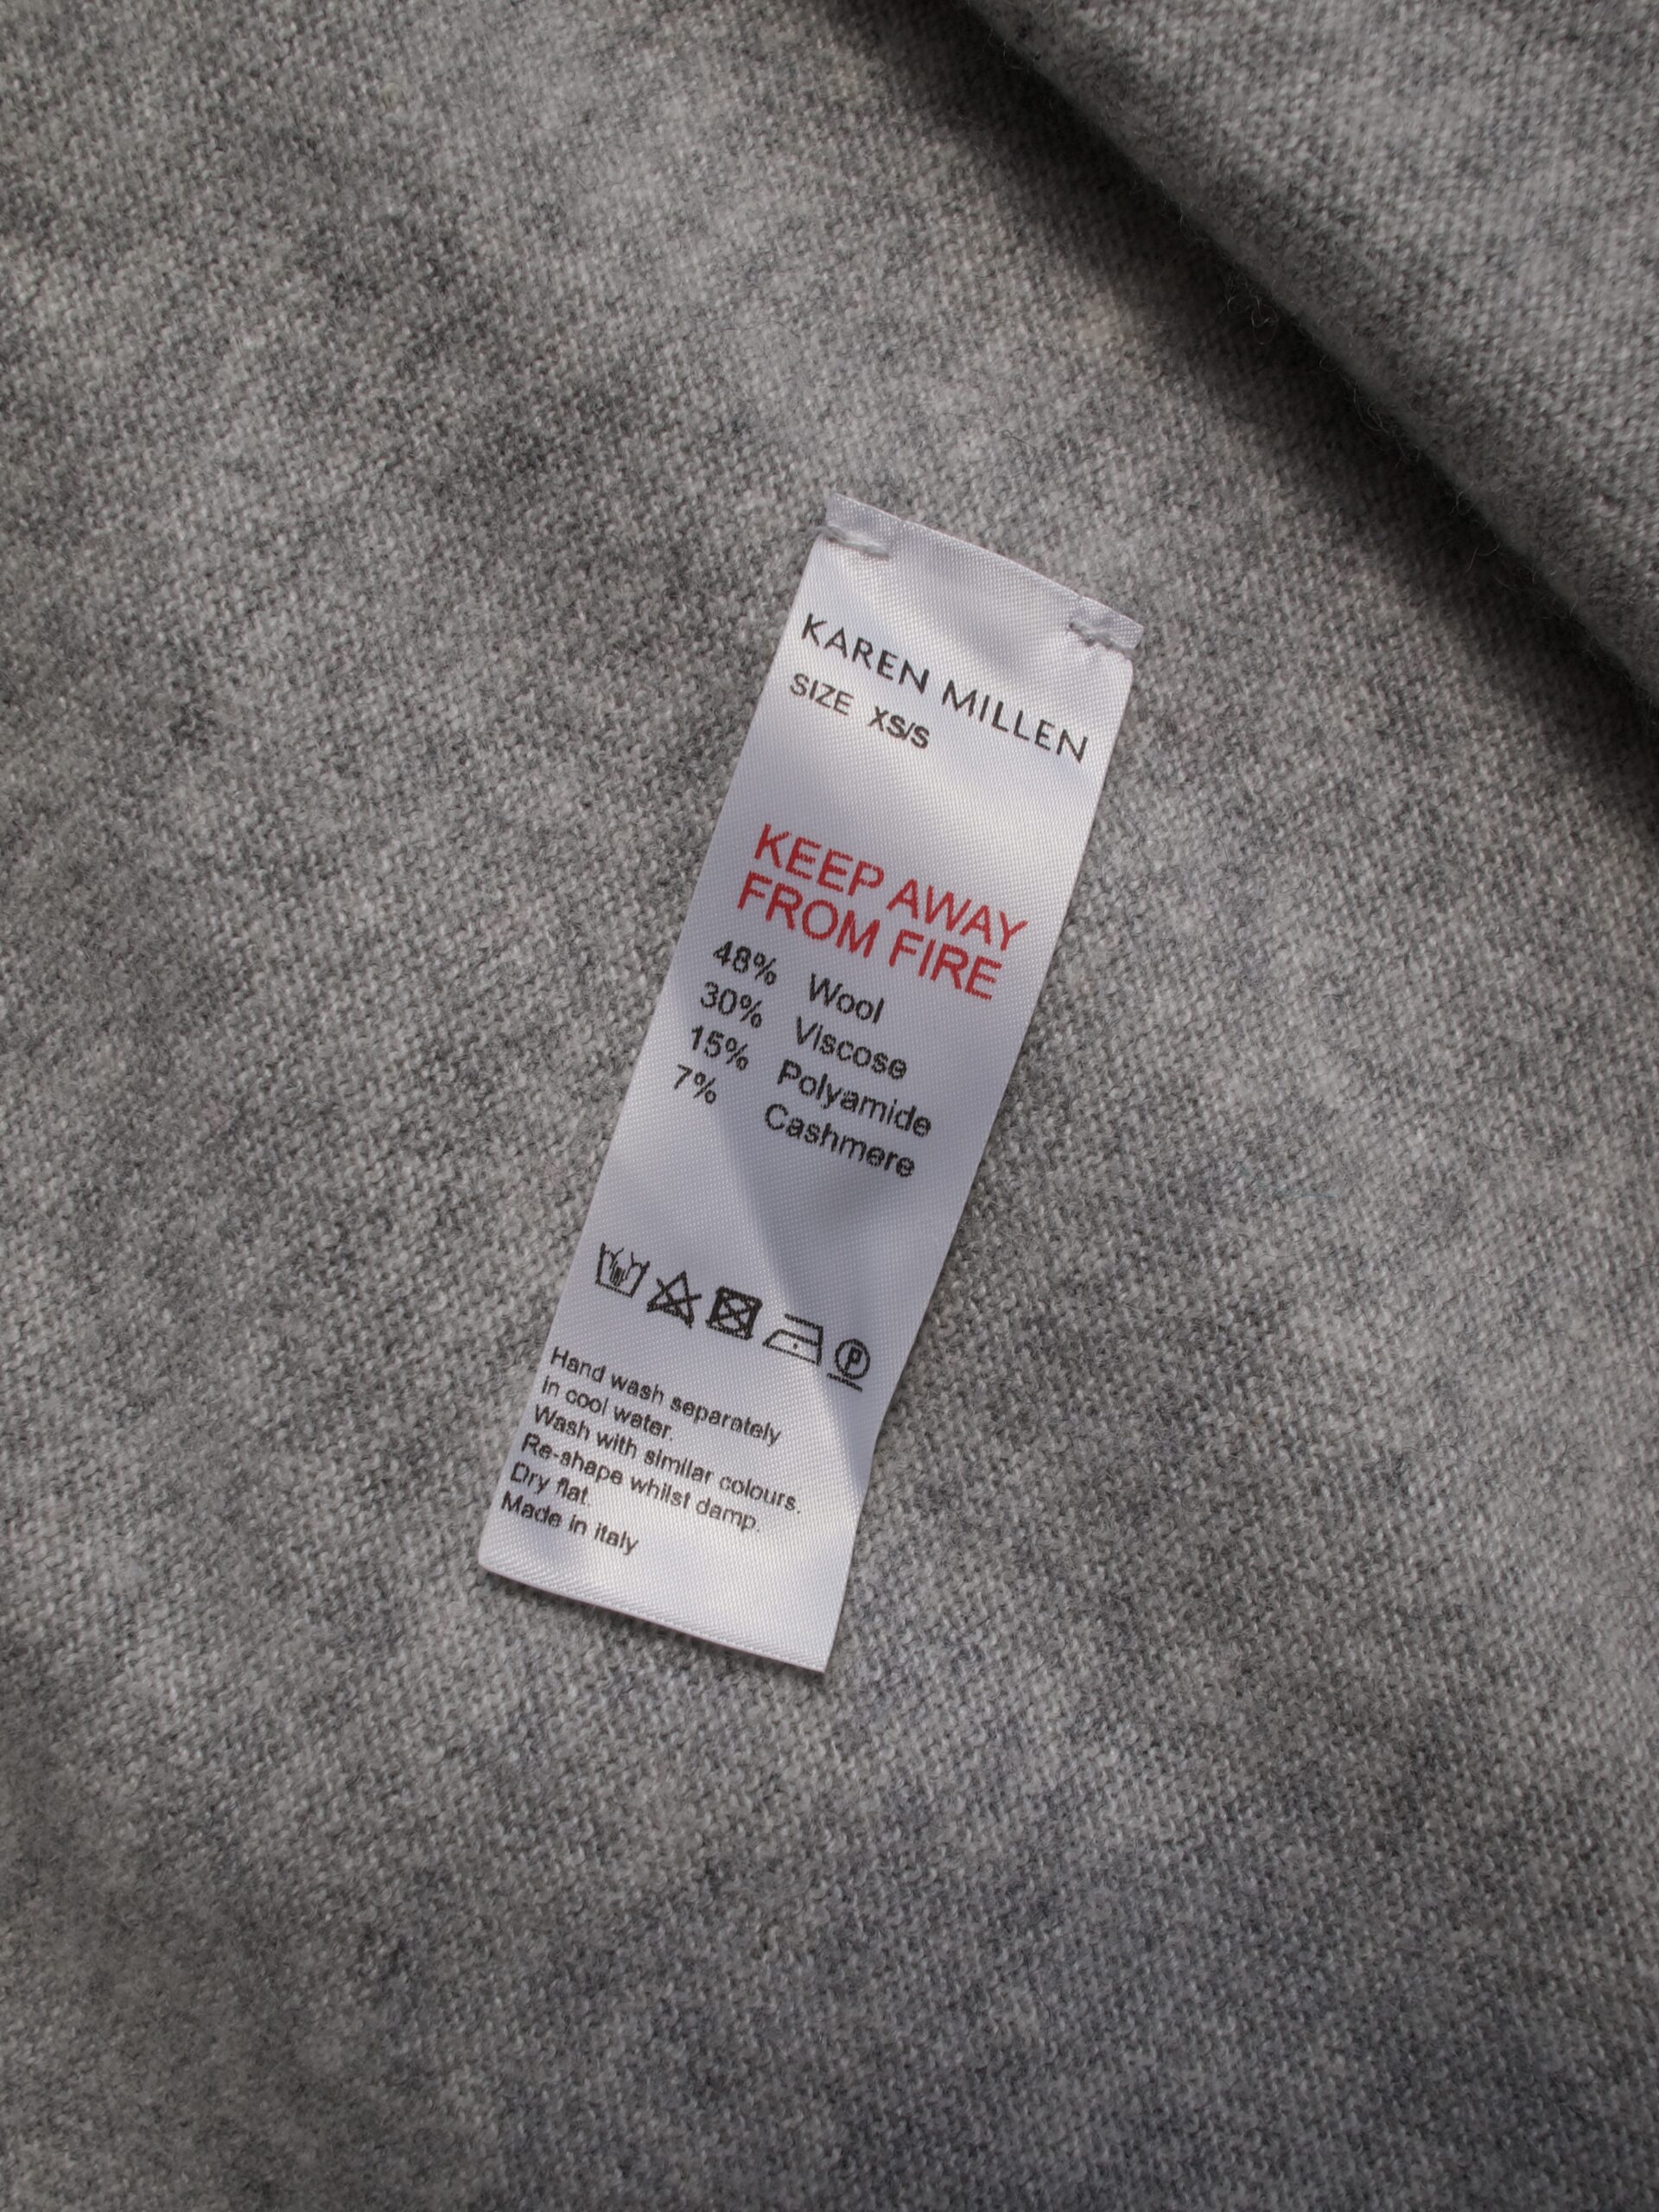 KAREN MILLEN
SIZE XS/S
KEEP AWAY
FROM FIRE
48% Wool
30% Viscose
15% Polyamide
7% Cashmere
P
Hand wash separately
in cool water.
Wash with similar colours.
Re-shape whilst damp.
Dry flat.
Made in italy